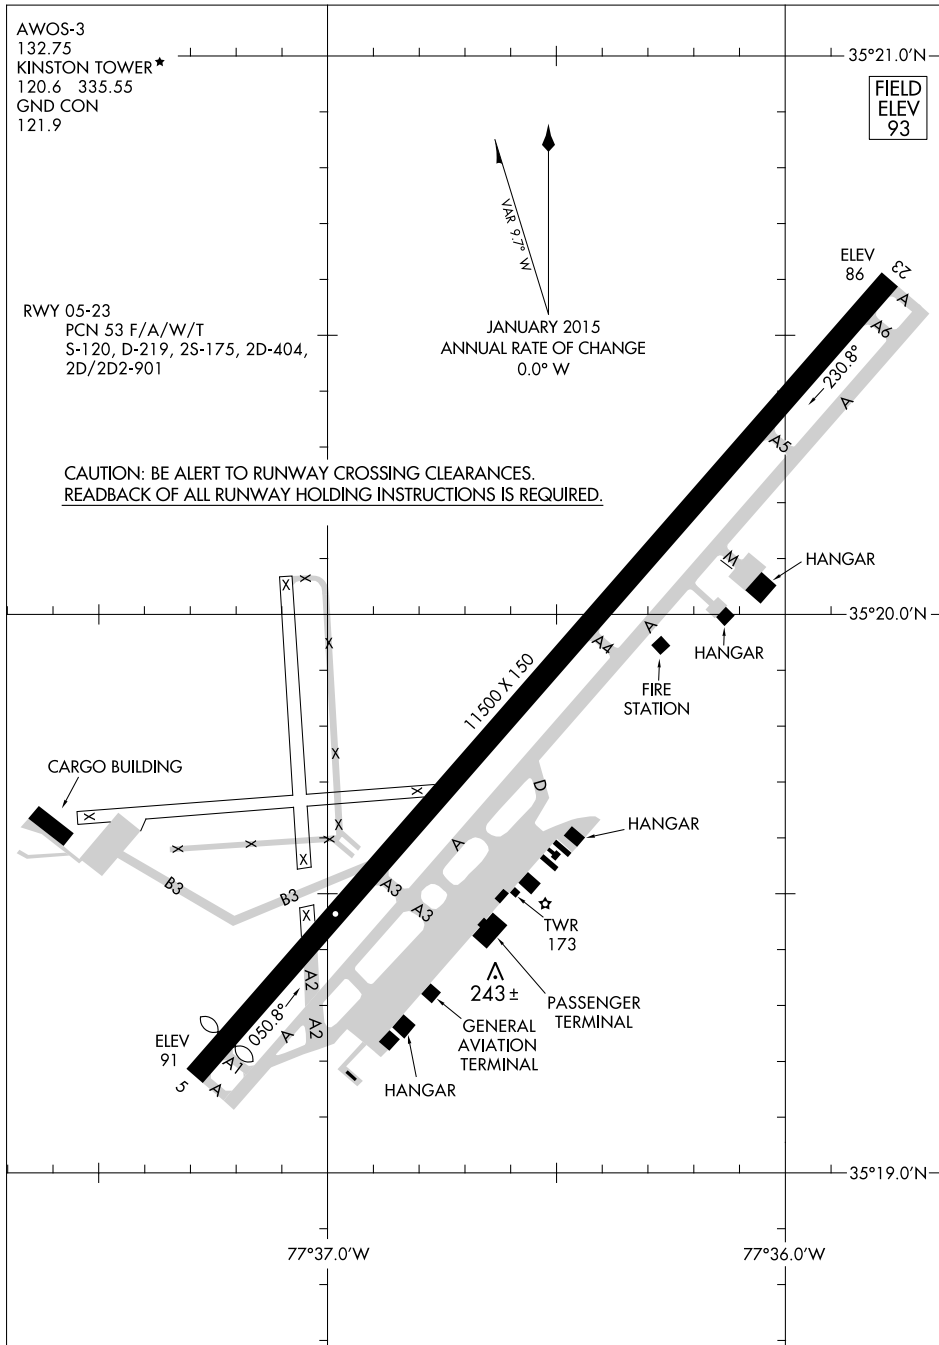 AWOS-3
132.75
KINSTON TOWER★
120.6 335.55
GND CON
121.9
35°21.0'N
FIELD
ELEV
93
VAR 9.7° W
JANUARY 2015
ANNUAL RATE OF CHANGE
0.0° W
RWY 05-23
PCN 53 F/A/W/T
S-120, D-219, 2S-175, 2D-404,
2D/2D2-901
ELEV
86
23
A
A6
230.8°
A
A5
CAUTION: BE ALERT TO RUNWAY CROSSING CLEARANCES.
READBACK OF ALL RUNWAY HOLDING INSTRUCTIONS IS REQUIRED.
M
HANGAR
X
X
35°20.0'N
X
A
A4
HANGAR
FIRE
STATION
11500 X 150
X
CARGO BUILDING
D
X
X
X
HANGAR
X
X
X
X
A
B3
B3
A3
A3
X
TWR
173
243±
PASSENGER
TERMINAL
A2
A2
050.8°
A
GENERAL
AVIATION
TERMINAL
ELEV
91
A1
A
5
HANGAR
35°19.0'N
77°37.0'W
77°36.0'W